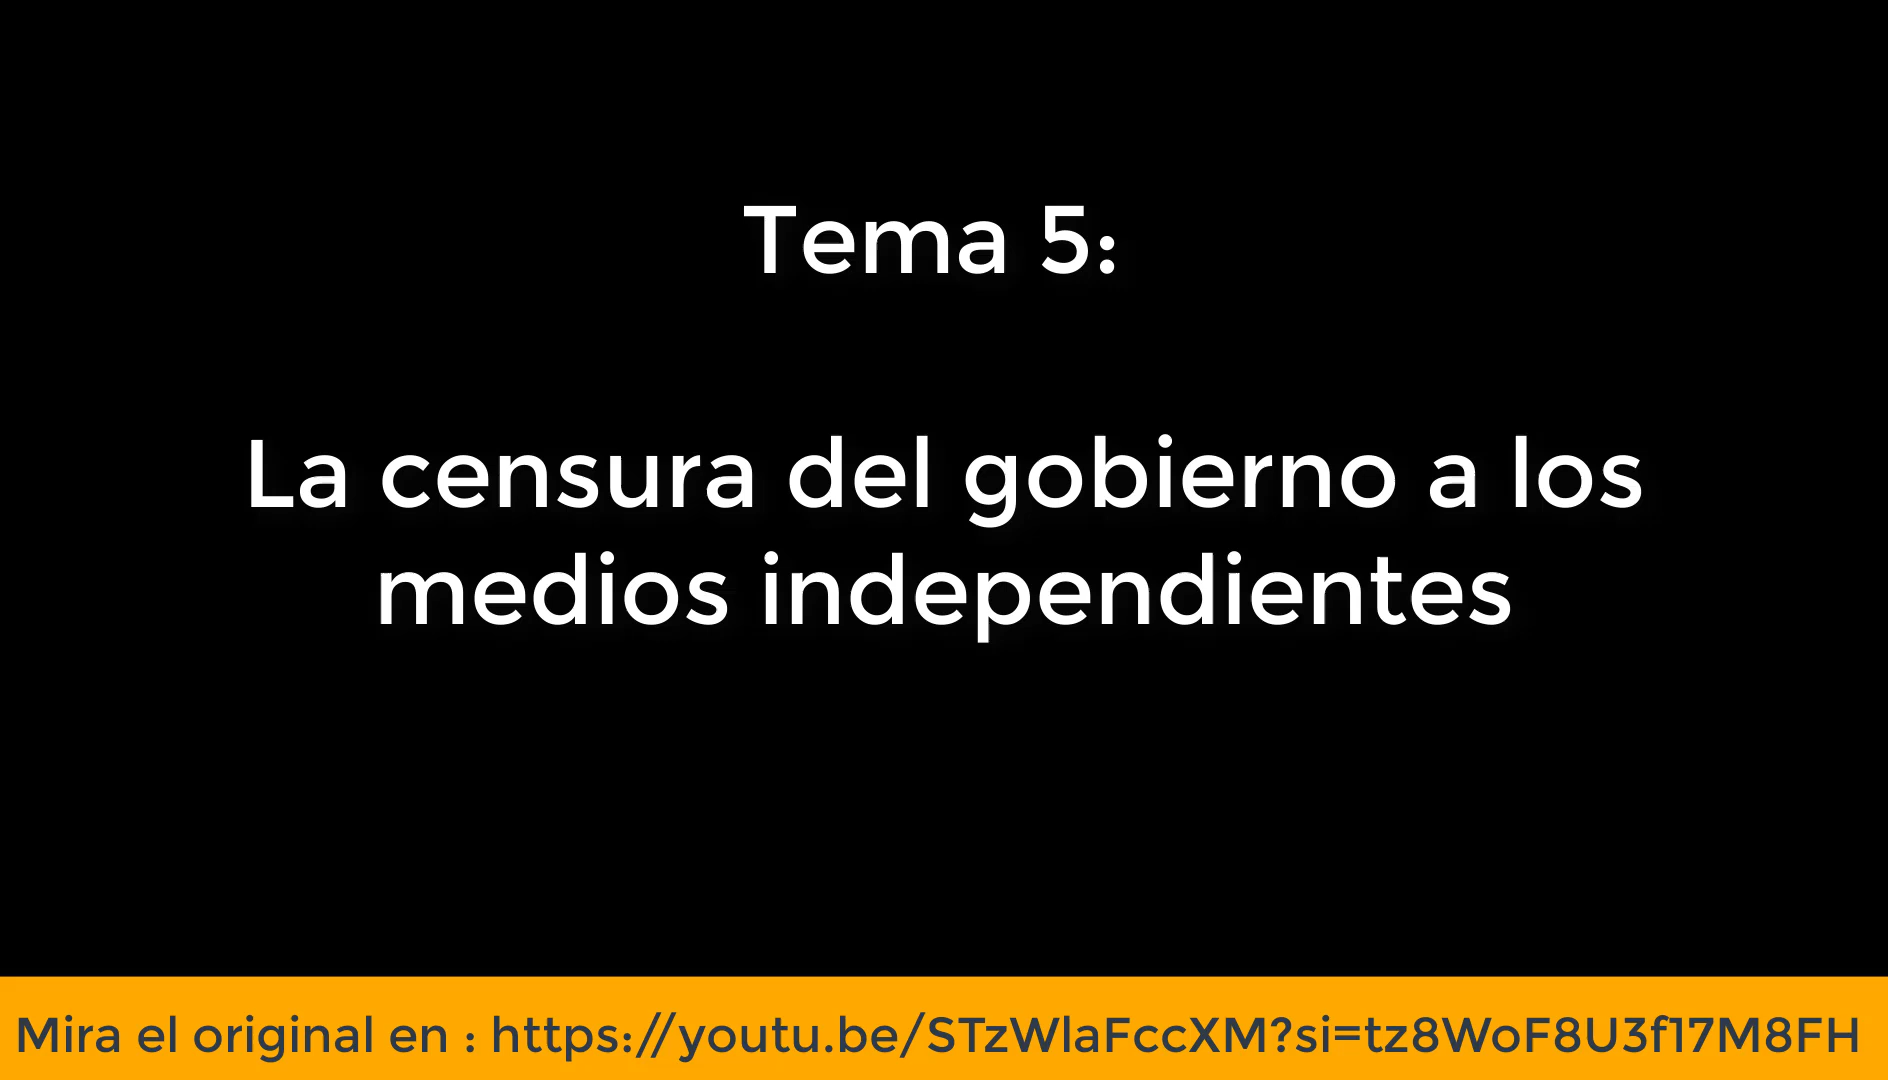 Tema 5:
La censura del gobierno a los
medios independientes
Mira el original en : https://youtu.be/STzWlaFccXM?si=tz8WoF8U3f17M8FH